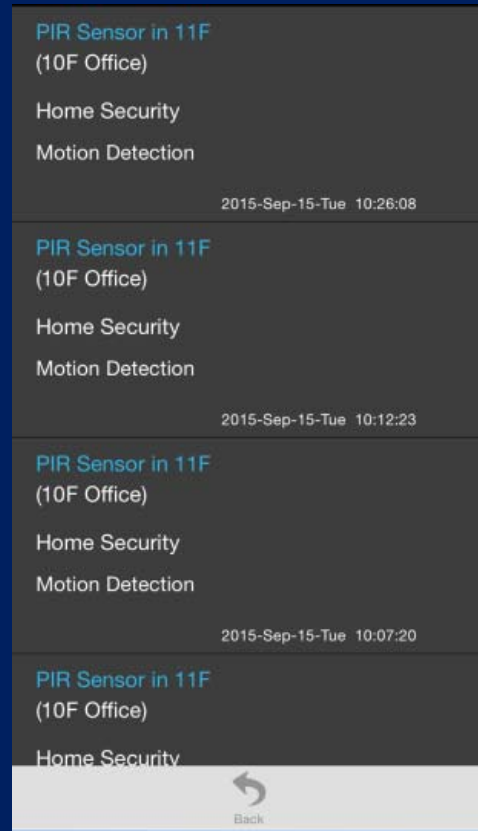 PIR Sensor in 11F
(10F Office)
Home Security
Motion Detection
2015-Sep-15-Tue 10:26:08
PIR Sensor in 11F
(10F Office)
Home Security
Motion Detection
2015-Sep-15-Tue 10:12:23
PIR Sensor in 11F
(10F Office)
Home Security
Motion Detection
2015-Sep-15-Tue 10:07:20
PIR Sensor in 11F
(10F Office)
Home Security
Back